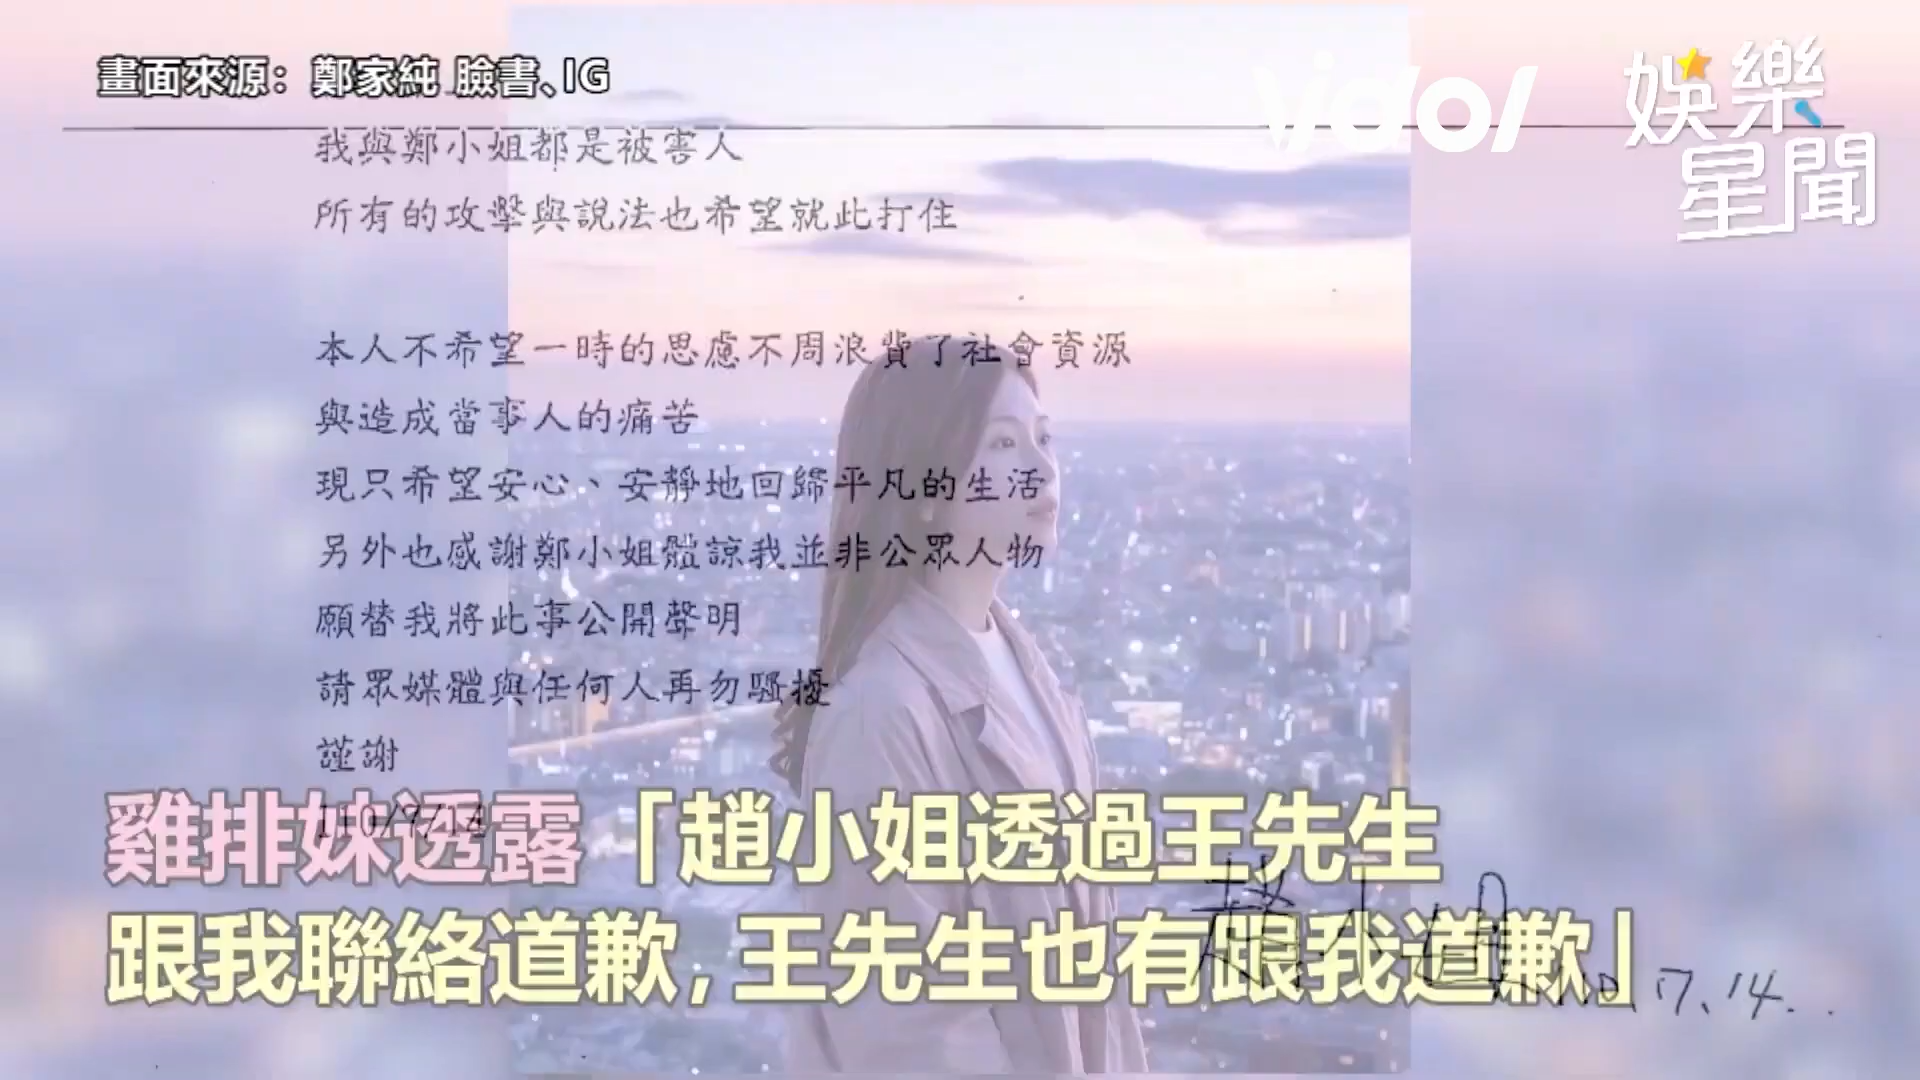 畫面來源：鄭家純 臉書、IG
vidol
娛樂
星聞
我與鄭小姐都是被害人
所有的攻擊與說法也希望就此打住
本人不希望一時的思慮不周浪費了社會資源
與造成當事人的痛苦
現只希望安心、安靜地回歸平凡的生活
另外也感謝鄭小姐體諒我並非公眾人物
願替我將此事公開聲明
請眾媒體與任何人再勿騷擾
謹謝
110/7/14
雞排妹透露「趙小姐透過王先生
跟我聯絡道歉，王先生也有跟我道歉」
趙小姐 110.7.14.